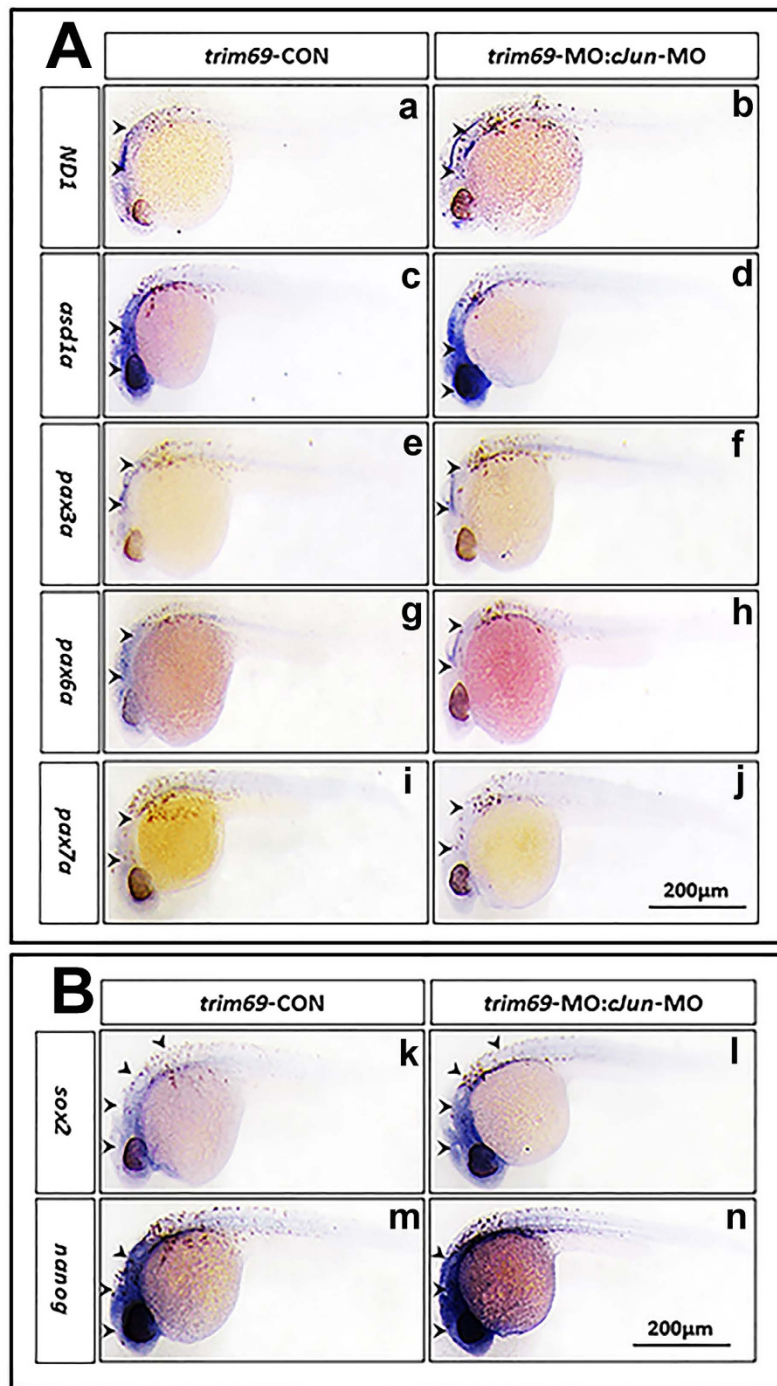 A
trim69-CON
trim69-MO:cJun-MO
ND1
a
b
asd1a
c
d
pax3a
e
f
pax6a
g
h
pax7a
i
j
200μm
B
trim69-CON
trim69-MO:cJun-MO
sox2
k
l
nanog
m
n
200μm